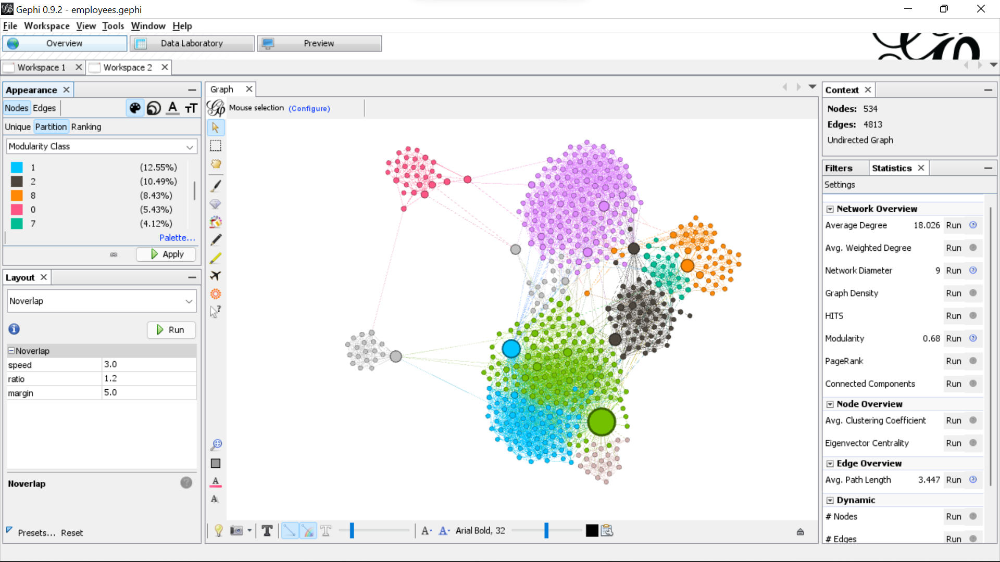 Gephi 0.9.2 - employees.gephi
File Workspace View Tools Window Help
Overview
Data Laboratory
Preview
Workspace 1
Workspace 2
Appearance
Nodes Edges
Unique Partition Ranking
Modularity Class
1 (12.55%)
2 (10.49%)
8 (8.43%)
0 (5.43%)
7 (4.12%)
Palette...
Apply
Layout
Noverlap
Run
Noverlap
speed 3.0
ratio 1.2
margin 5.0
Noverlap
Presets... Reset
Graph
Mouse selection (Configure)
Arial Bold, 32
Context
Nodes: 534
Edges: 4813
Undirected Graph
Filters
Statistics
Settings
Network Overview
Average Degree 18.026 Run
Avg. Weighted Degree Run
Network Diameter 9 Run
Graph Density Run
HITS Run
Modularity 0.68 Run
PageRank Run
Connected Components Run
Node Overview
Avg. Clustering Coefficient Run
Eigenvector Centrality Run
Edge Overview
Avg. Path Length 3.447 Run
Dynamic
# Nodes Run
# Edges Run